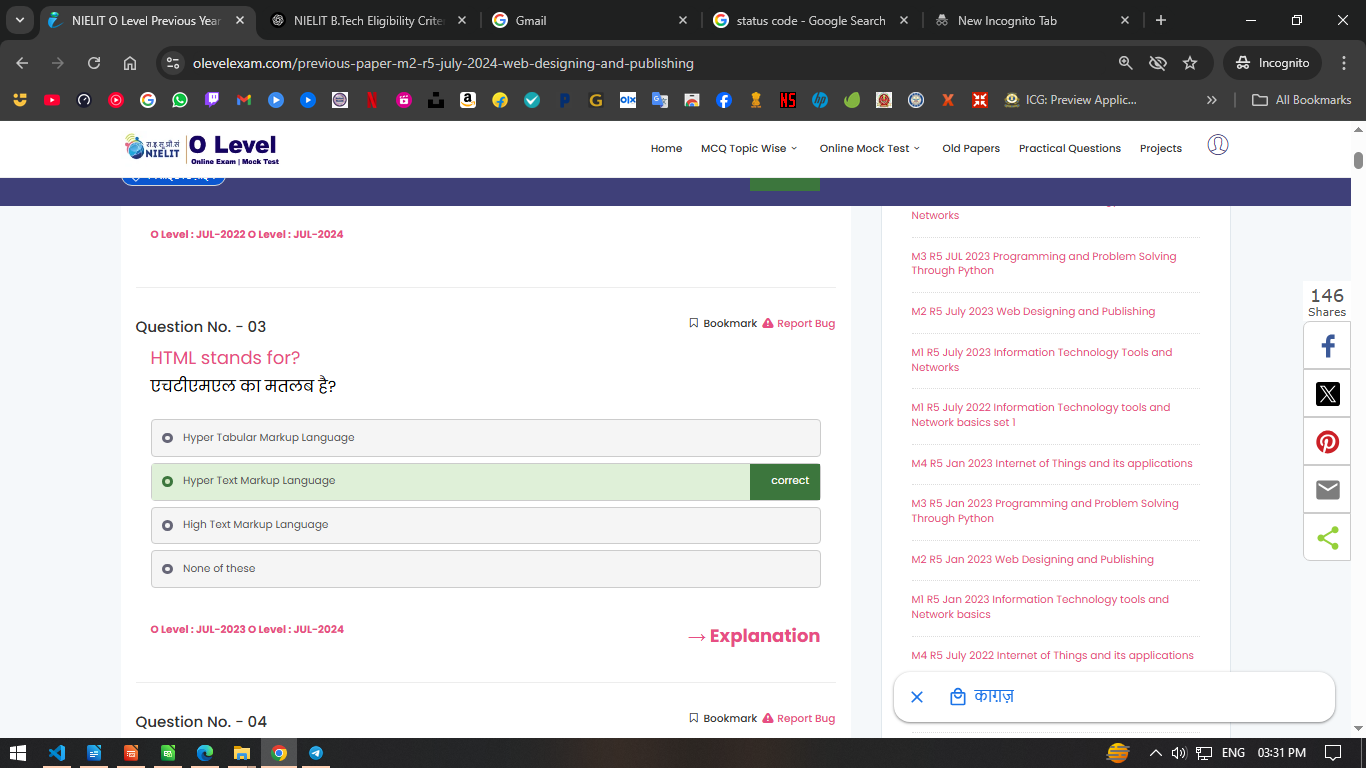 NIELIT O Level Previous Year
NIELIT B.Tech Eligibility Criter
Gmail
status code - Google Search
New Incognito Tab
olevelexam.com/previous-paper-m2-r5-july-2024-web-designing-and-publishing
Incognito
ICG: Preview Applic...
All Bookmarks
रा.इ.सू.प्रौ.सं
NIELIT
O Level
Online Exam | Mock Test
Home
MCQ Topic Wise
Online Mock Test
Old Papers
Practical Questions
Projects
O Level : JUL-2022 O Level : JUL-2024
Question No. - 03
Bookmark
Report Bug
HTML stands for?
एचटीएमएल का मतलब है?
Hyper Tabular Markup Language
Hyper Text Markup Language
correct
High Text Markup Language
None of these
O Level : JUL-2023 O Level : JUL-2024
→ Explanation
Question No. - 04
Bookmark
Report Bug
Networks
M3 R5 JUL 2023 Programming and Problem Solving
Through Python
M2 R5 July 2023 Web Designing and Publishing
M1 R5 July 2023 Information Technology Tools and
Networks
M1 R5 July 2022 Information Technology tools and
Network basics set 1
M4 R5 Jan 2023 Internet of Things and its applications
M3 R5 Jan 2023 Programming and Problem Solving
Through Python
M2 R5 Jan 2023 Web Designing and Publishing
M1 R5 Jan 2023 Information Technology tools and
Network basics
M4 R5 July 2022 Internet of Things and its applications
काग़ज़
146
Shares
ENG
03:31 PM